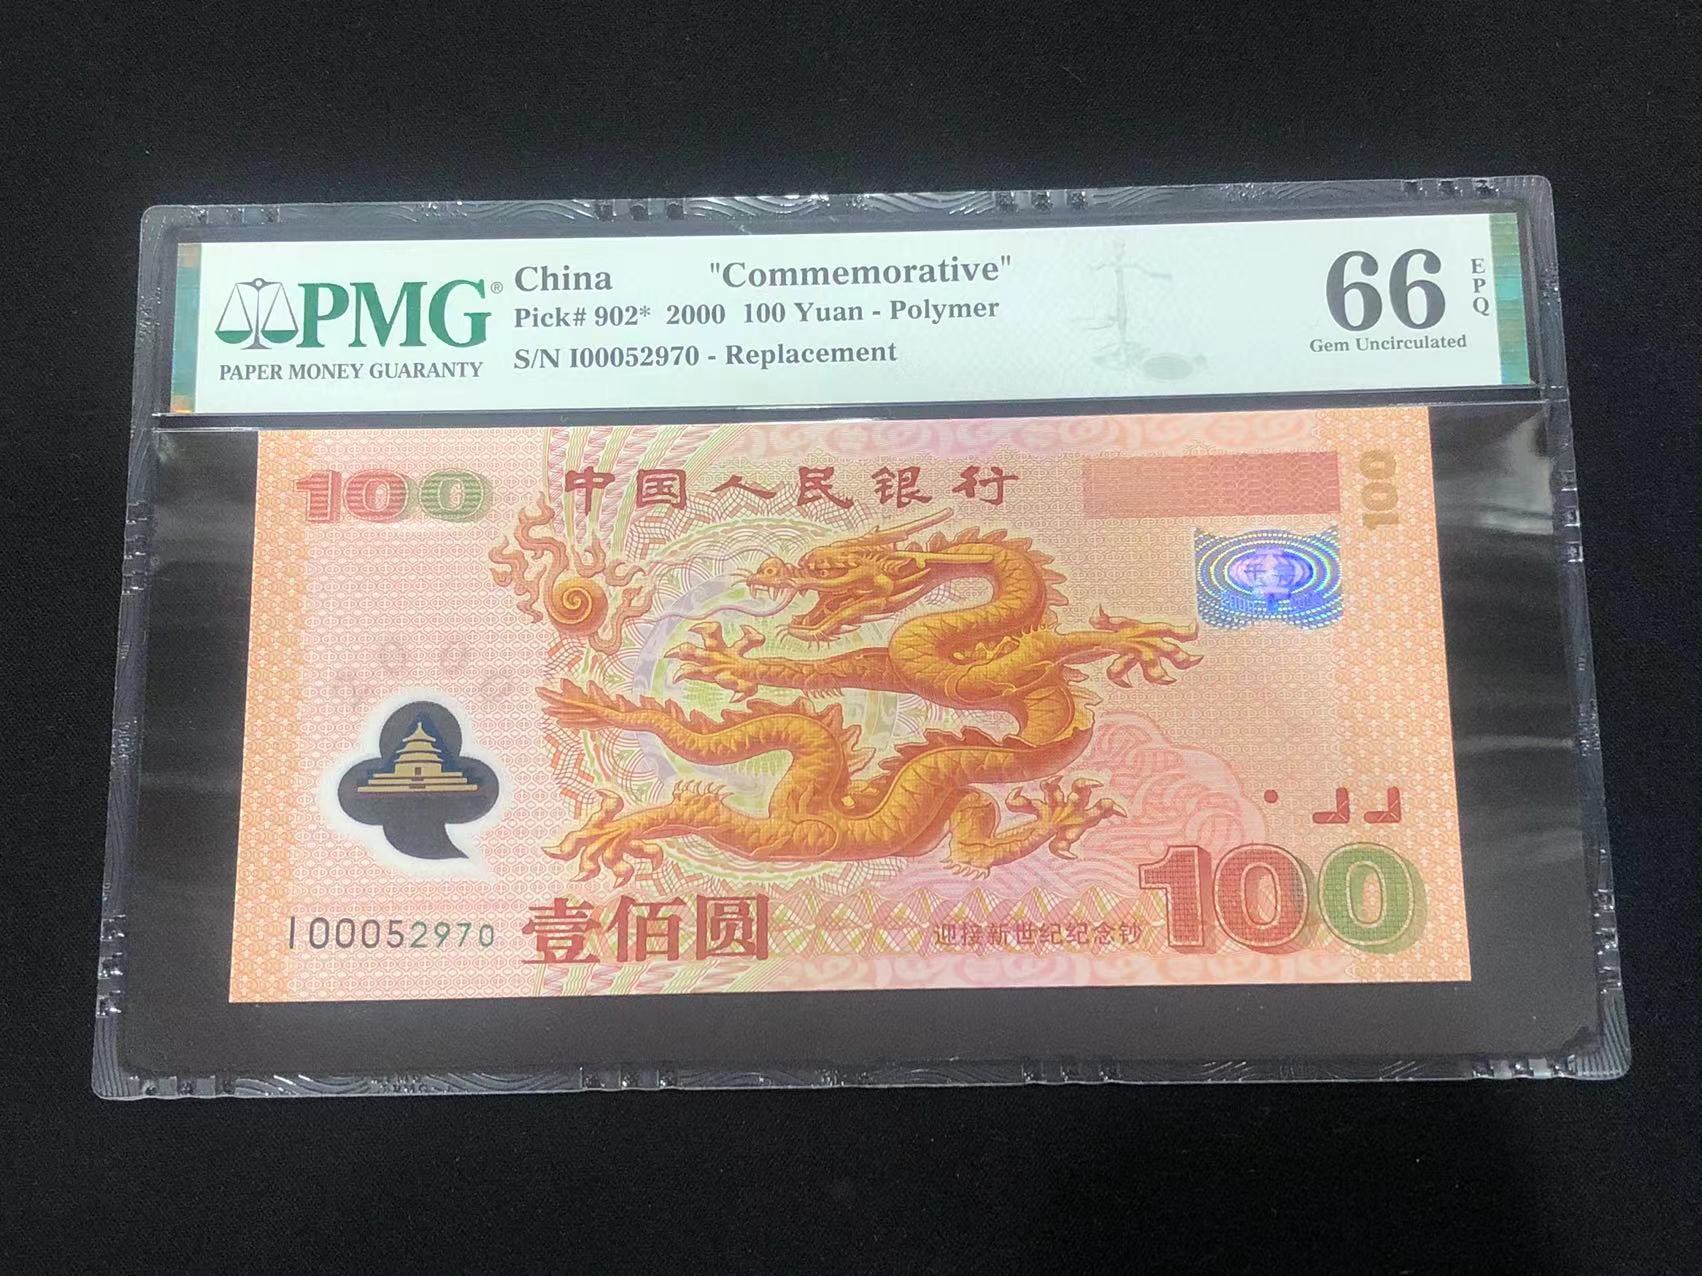 PMG®
PAPER MONEY GUARANTY
China "Commemorative"
Pick# 902* 2000 100 Yuan - Polymer
S/N I00052970 - Replacement
66 EPQ
Gem Uncirculated
100 中国人民银行 100
I00052970
壹佰圆
迎接新世纪纪念钞
100